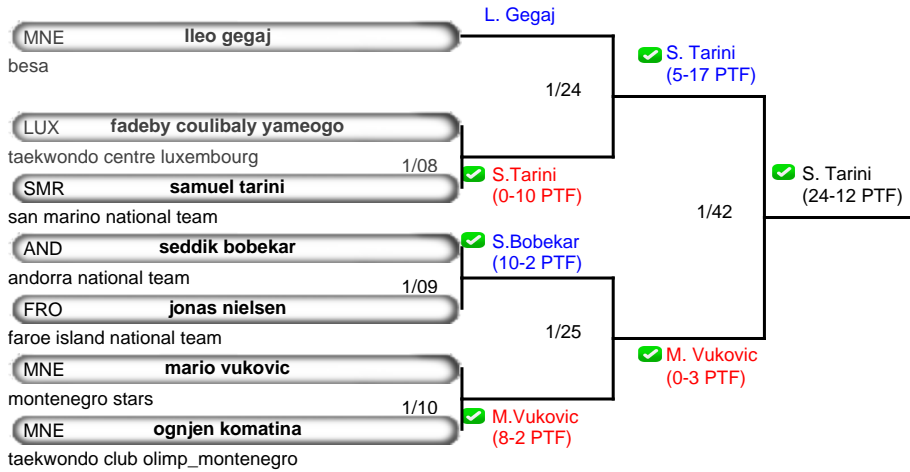 L. Gegaj
MNE lleo gegaj
besa
S. Tarini
(5-17 PTF)
1/24
LUX fadeby coulibaly yameogo
taekwondo centre luxembourg
1/08
SMR samuel tarini
san marino national team
S.Tarini
(0-10 PTF)
S. Tarini
(24-12 PTF)
1/42
AND seddik bobekar
andorra national team
S.Bobekar
(10-2 PTF)
1/09
FRO jonas nielsen
faroe island national team
1/25
MNE mario vukovic
montenegro stars
M. Vukovic
(0-3 PTF)
1/10
MNE ognjen komatina
taekwondo club olimp_montenegro
M.Vukovic
(8-2 PTF)